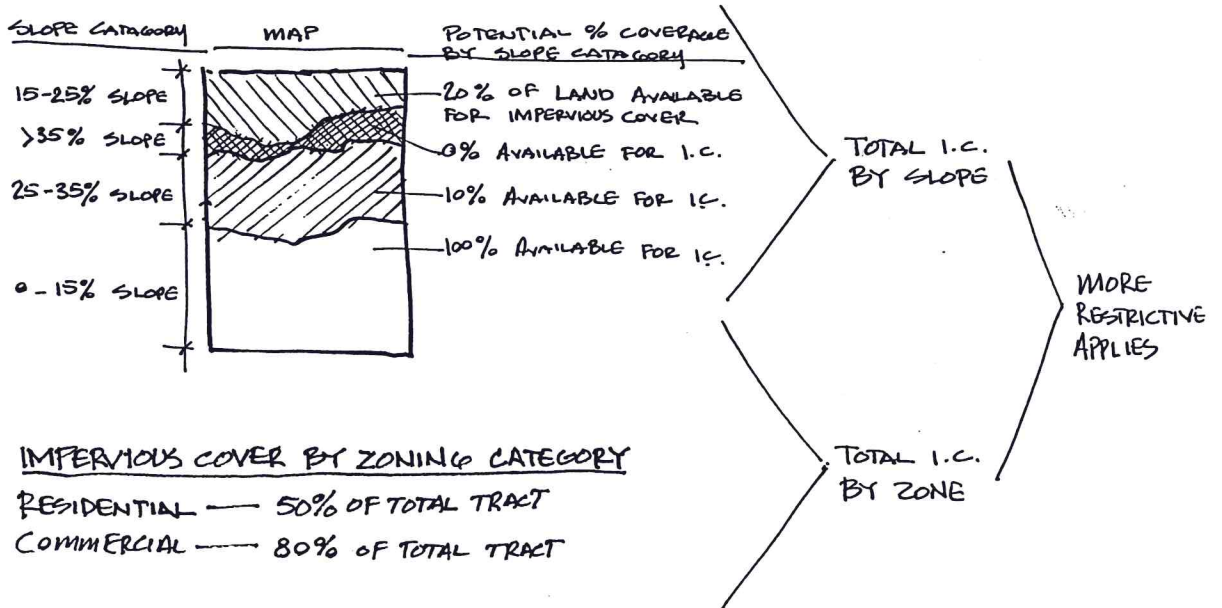 SLOPE CATAGORY
MAP
POTENTIAL % COVERAGE
BY SLOPE CATAGORY
15-25% SLOPE
>35% SLOPE
25-35% SLOPE
0-15% SLOPE
20% OF LAND AVAILABLE
FOR IMPERVIOUS COVER
0% AVAILABLE FOR I.C.
10% AVAILABLE FOR IC.
100% AVAILABLE FOR IC.
TOTAL I.C.
BY SLOPE
MORE
RESTRICTIVE
APPLIES
TOTAL I.C.
BY ZONE
IMPERVIOUS COVER BY ZONING CATEGORY
RESIDENTIAL — 50% OF TOTAL TRACT
COMMERCIAL — 80% OF TOTAL TRACT